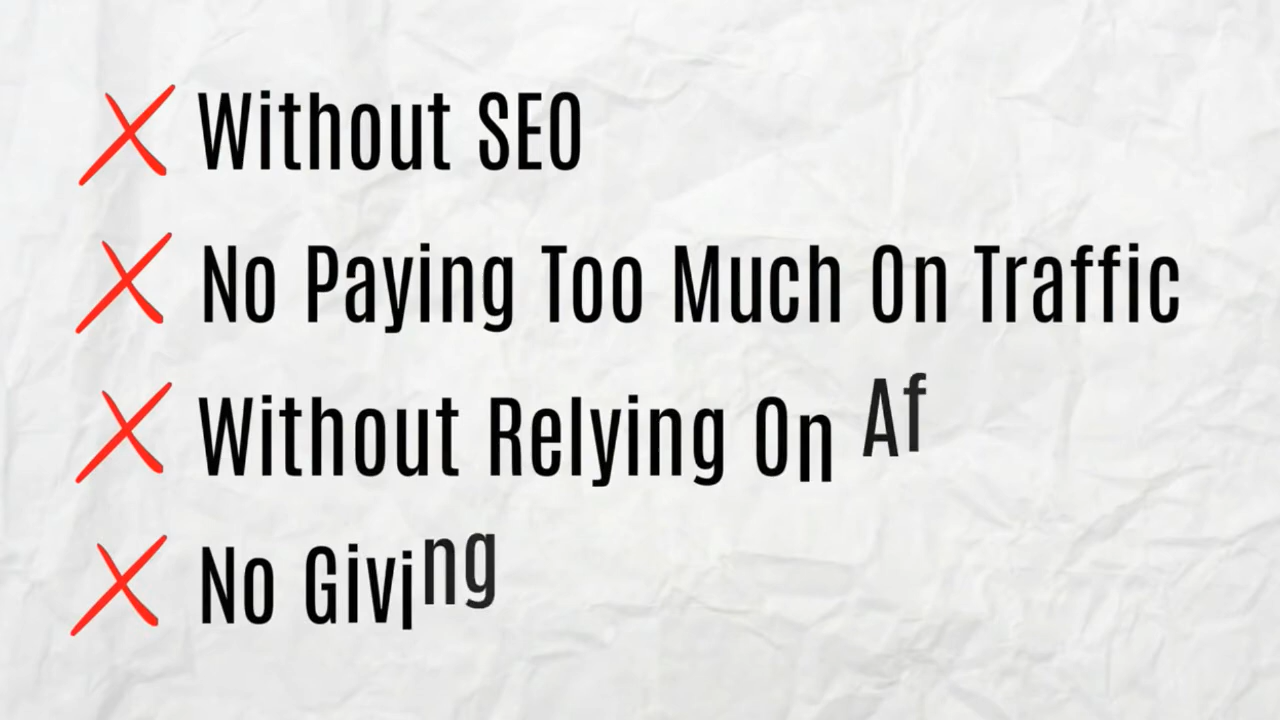 Without SEO
No Paying Too Much On Traffic
Without Relying On Af
No Giving